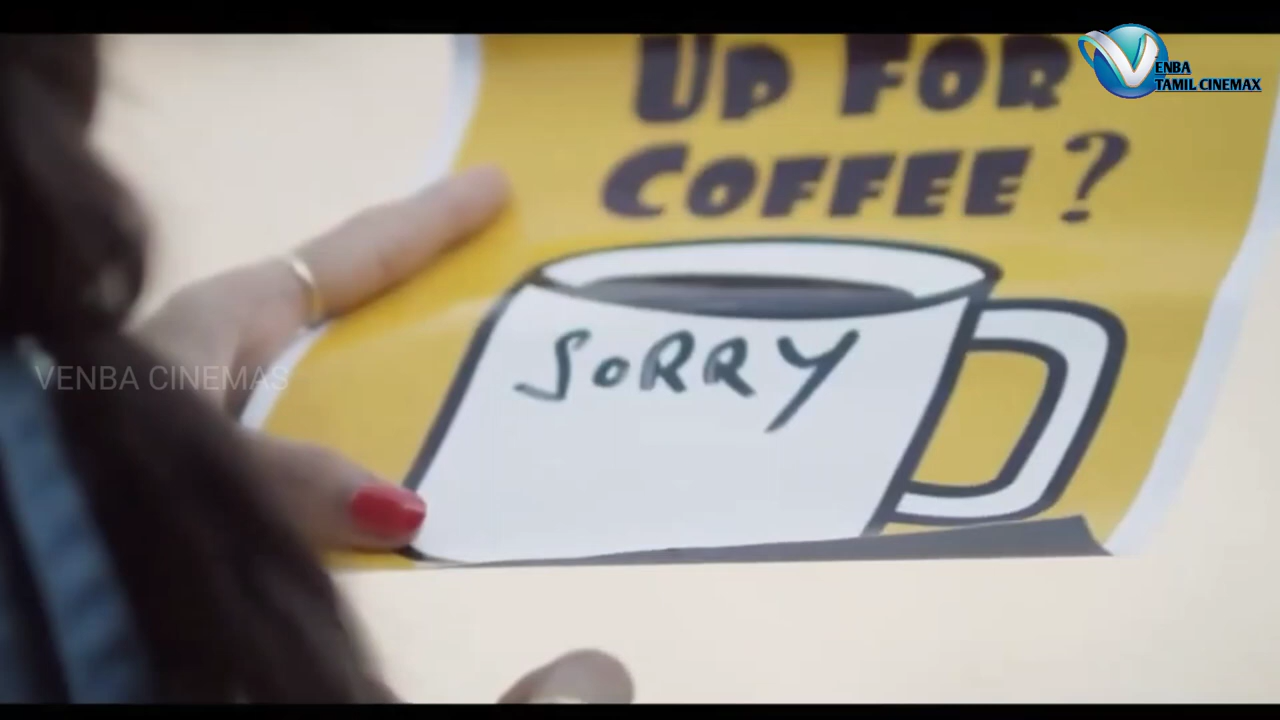 UP FOR
COFFEE?
SORRY
VENBA
TAMIL CINEMAX
VENBA CINEMAS